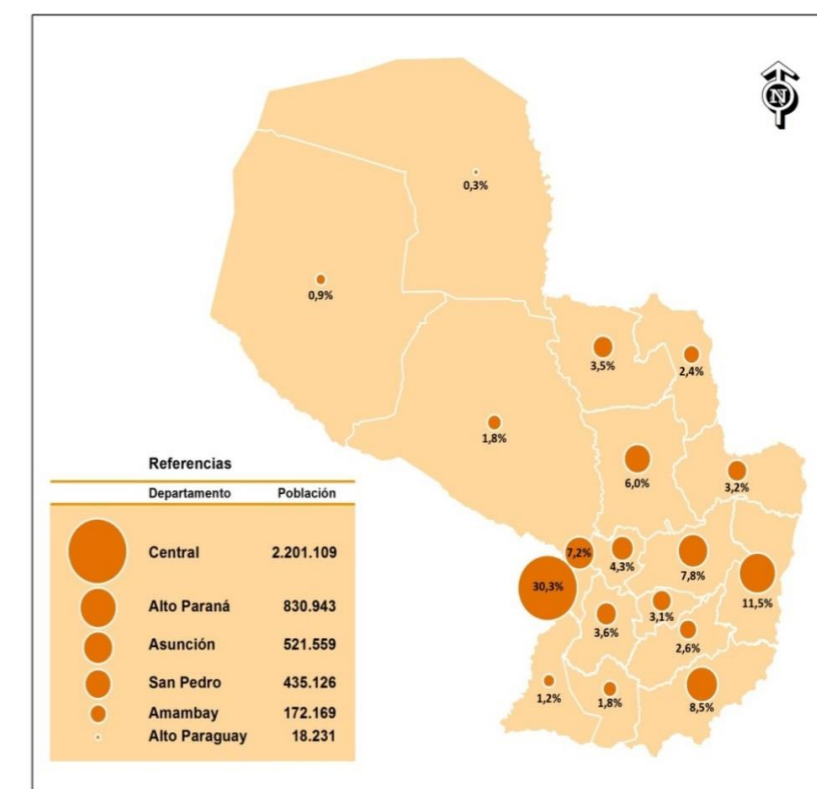 N
0,3%
0,9%
3,5%
2,4%
1,8%
6,0%
3,2%
7,2%
4,3%
7,8%
11,5%
30,3%
3,1%
3,6%
2,6%
1,2%
1,8%
8,5%
Referencias
Departamento Población
Central 2.201.109
Alto Paraná 830.943
Asunción 521.559
San Pedro 435.126
Amambay 172.169
Alto Paraguay 18.231